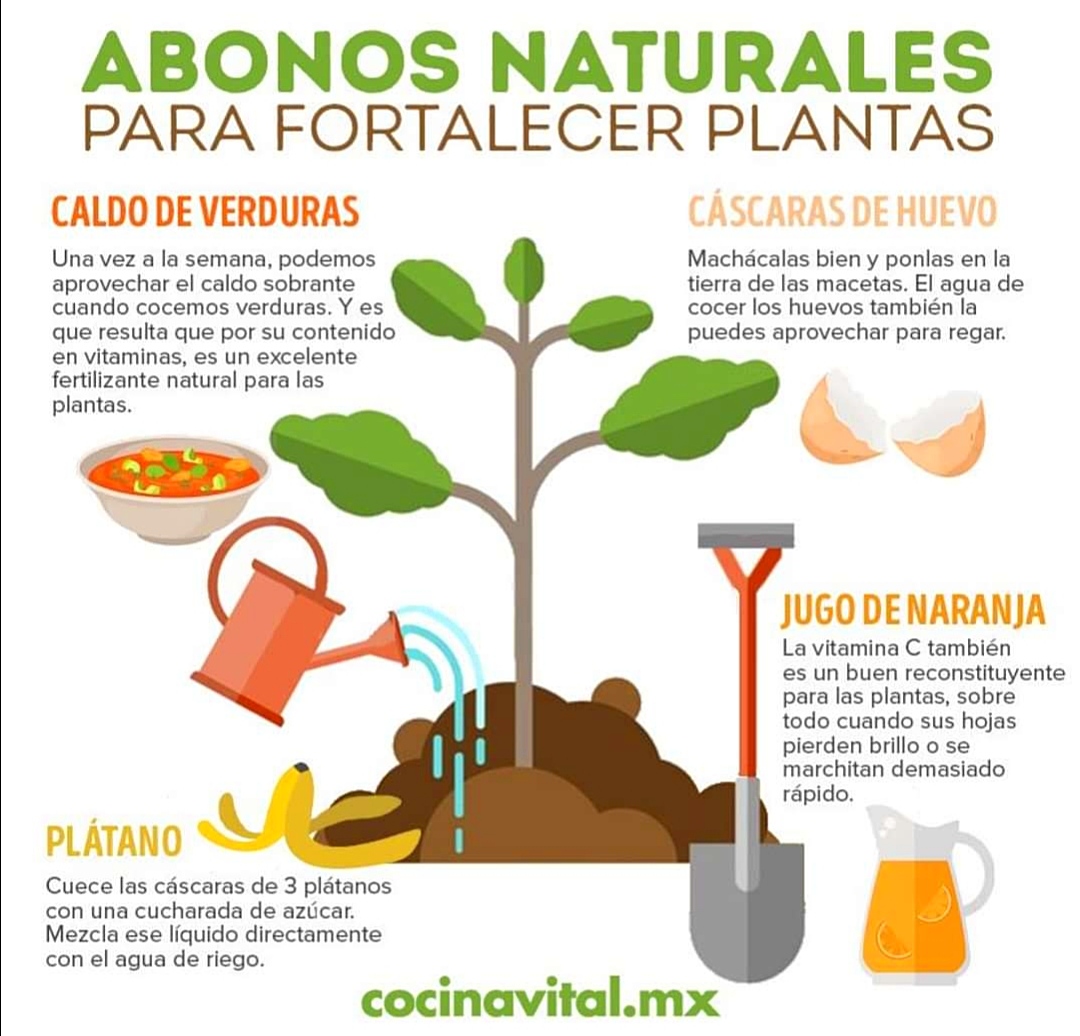 ABONOS NATURALES
PARA FORTALECER PLANTAS
CALDO DE VERDURAS
Una vez a la semana, podemos
aprovechar el caldo sobrante
cuando cocemos verduras. Y es
que resulta que por su contenido
en vitaminas, es un excelente
fertilizante natural para las
plantas.
CÁSCARAS DE HUEVO
Machácalas bien y ponlas en la
tierra de las macetas. El agua de
cocer los huevos también la
puedes aprovechar para regar.
JUGO DE NARANJA
La vitamina C también
es un buen reconstituyente
para las plantas, sobre
todo cuando sus hojas
pierden brillo o se
marchitan demasiado
rápido.
PLÁTANO
Cuece las cáscaras de 3 plátanos
con una cucharada de azúcar.
Mezcla ese líquido directamente
con el agua de riego.
cocinavital.mx